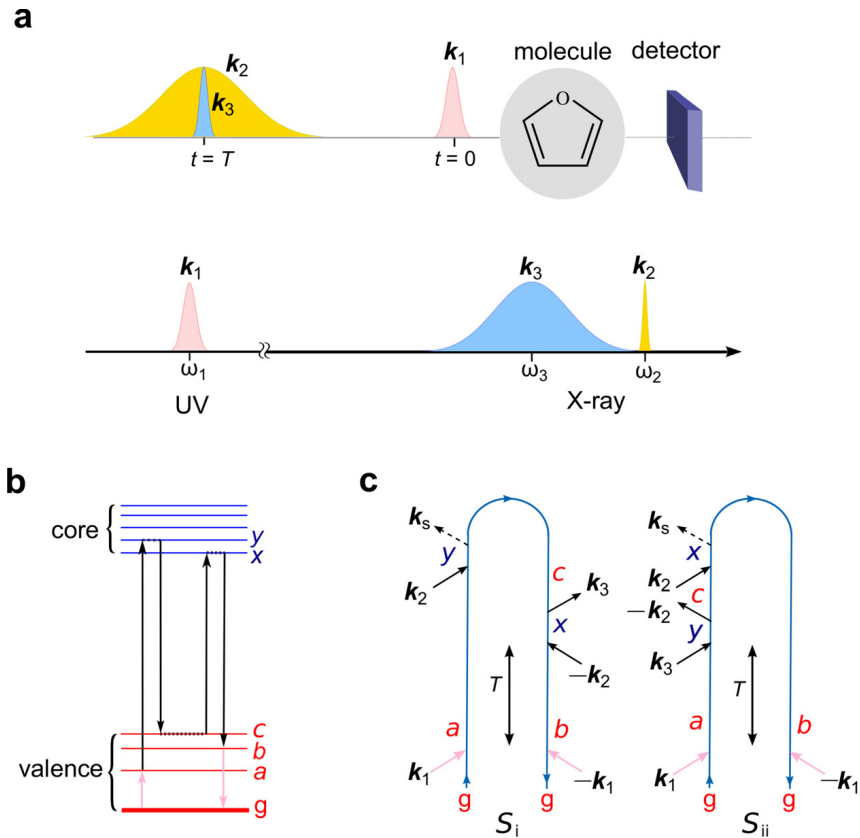 a
k₂
k₃
k₁
molecule
detector
O
t = T
t = 0
k₁
k₃
k₂
ω₁
ω₃
ω₂
UV
X-ray
b
core
y
x
valence
c
b
a
g
c
kₛ
y
k₂
c
k₃
x
−k₂
T
a
b
k₁
−k₁
g
g
Sᵢ
kₛ
x
k₂
c
−k₂
y
k₃
T
a
b
k₁
−k₁
g
g
Sᵢᵢ